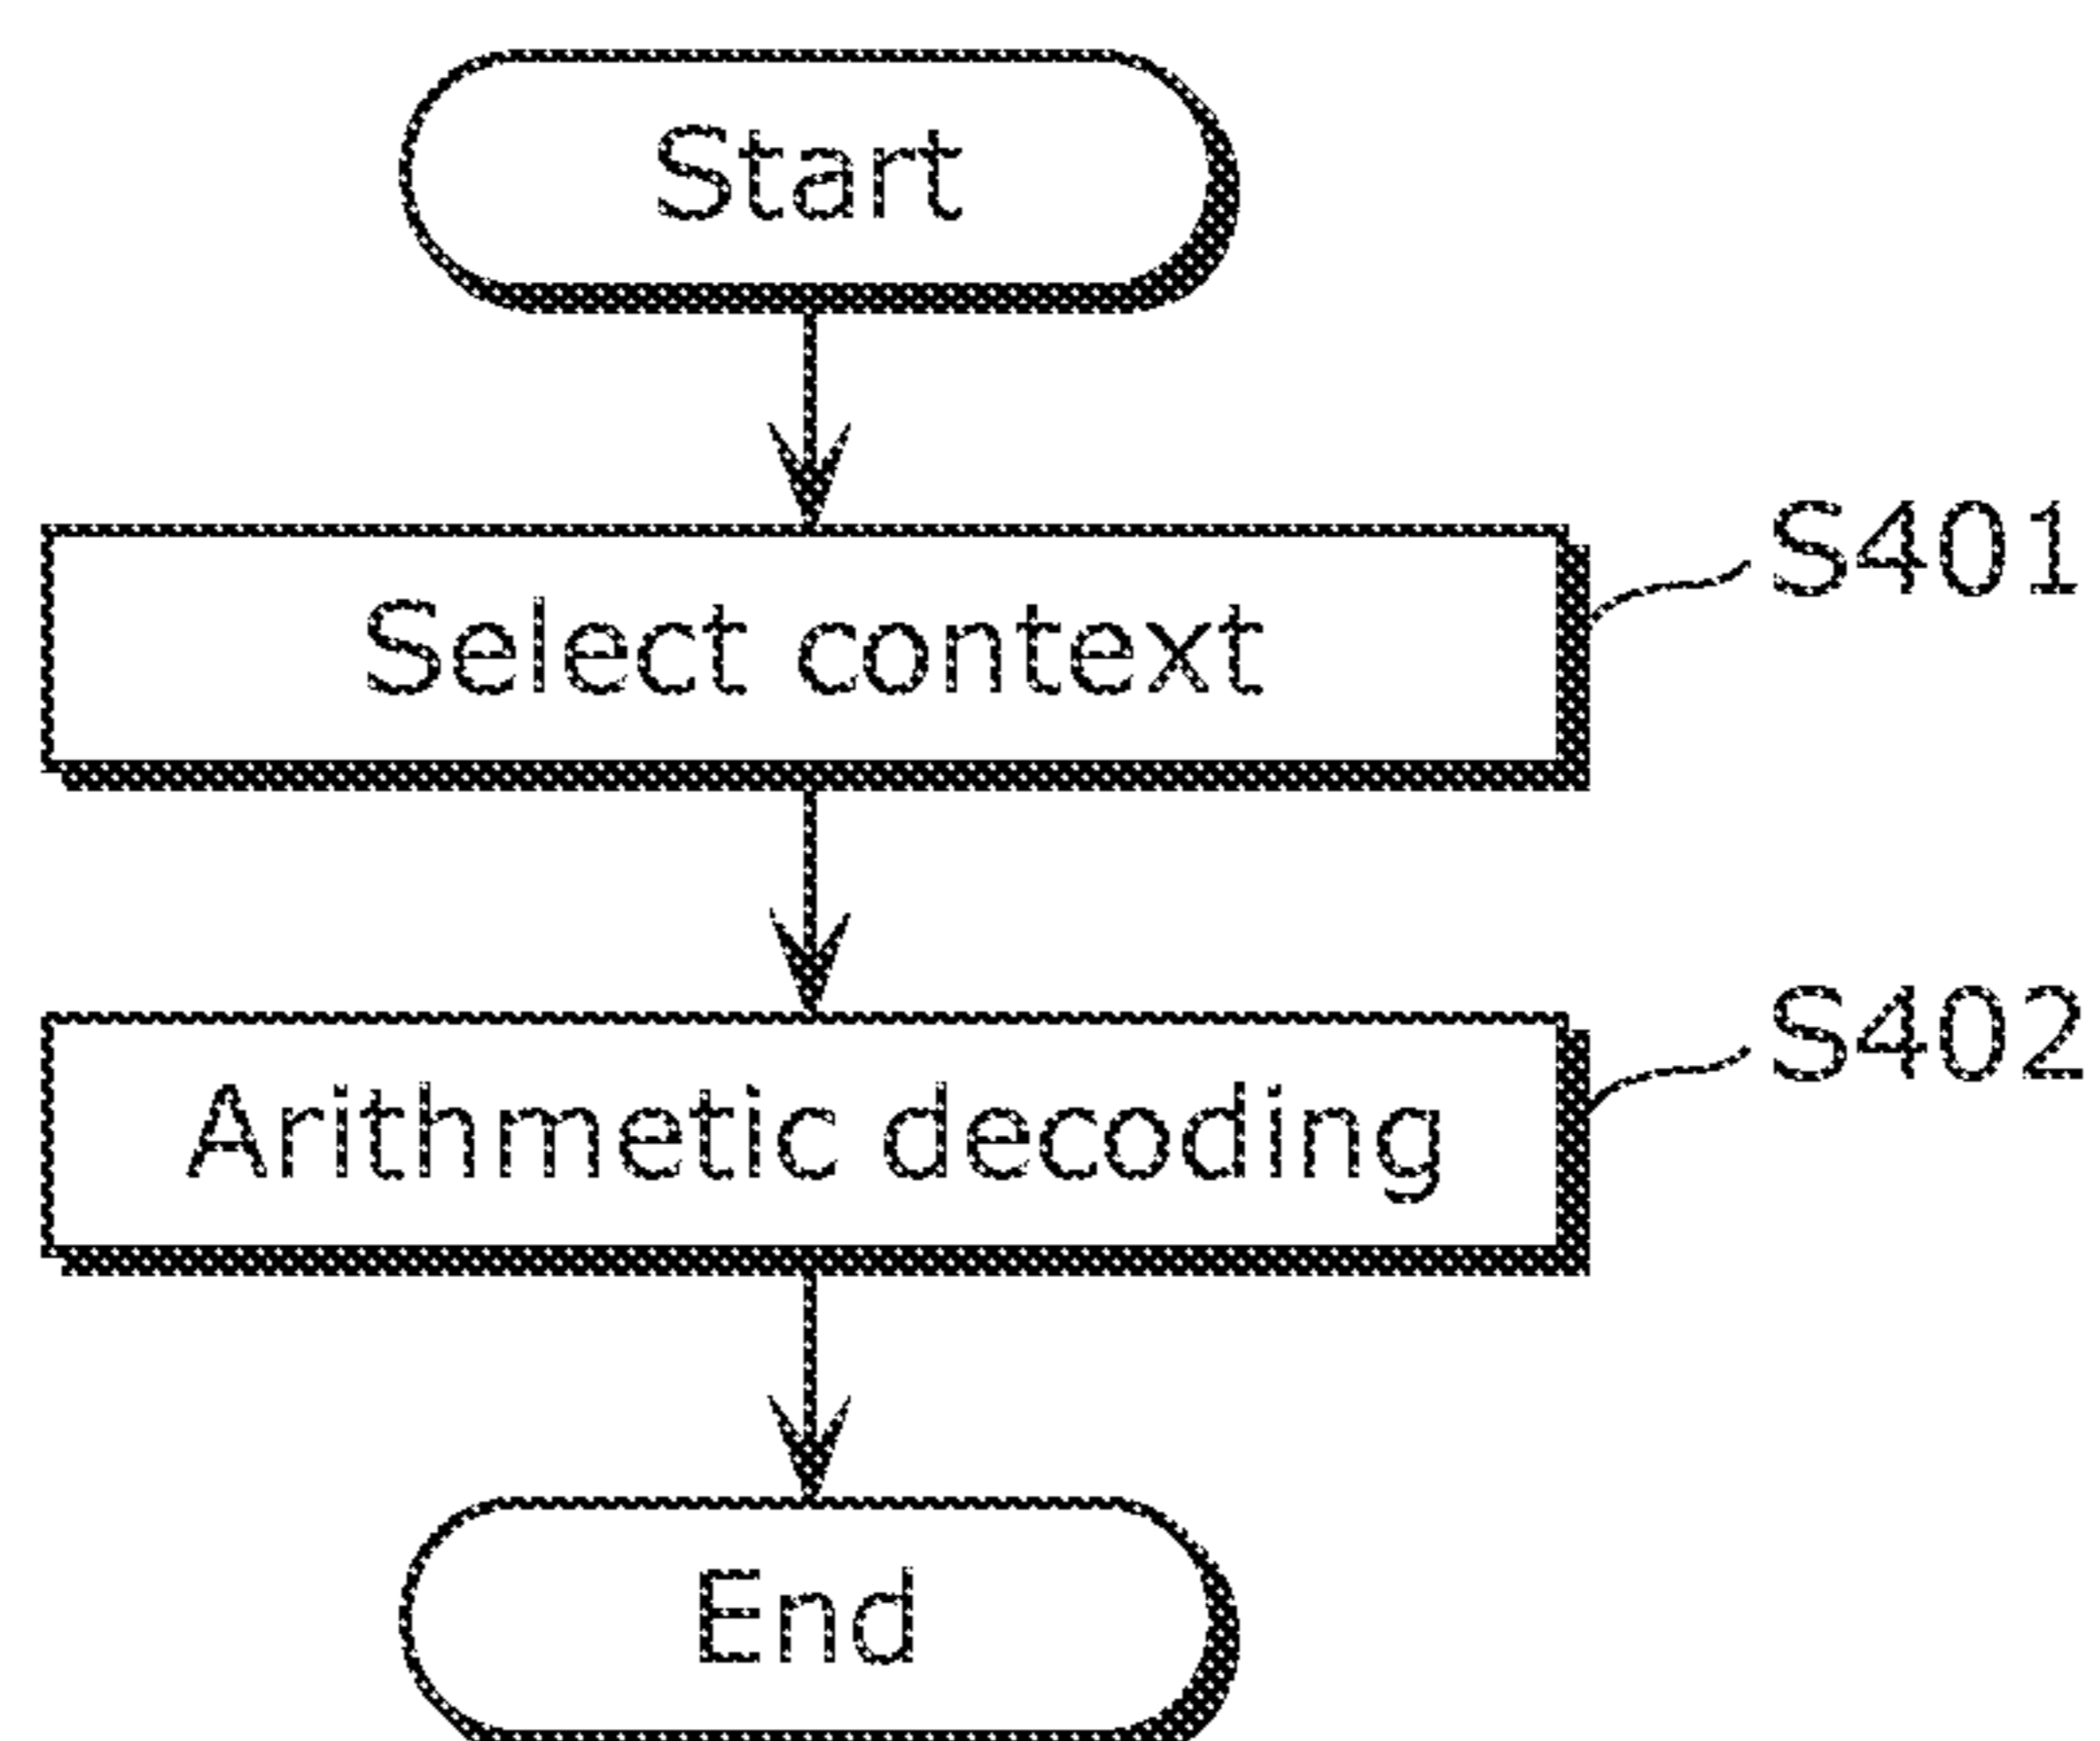 Start
S401
Select context
S402
Arithmetic decoding
End